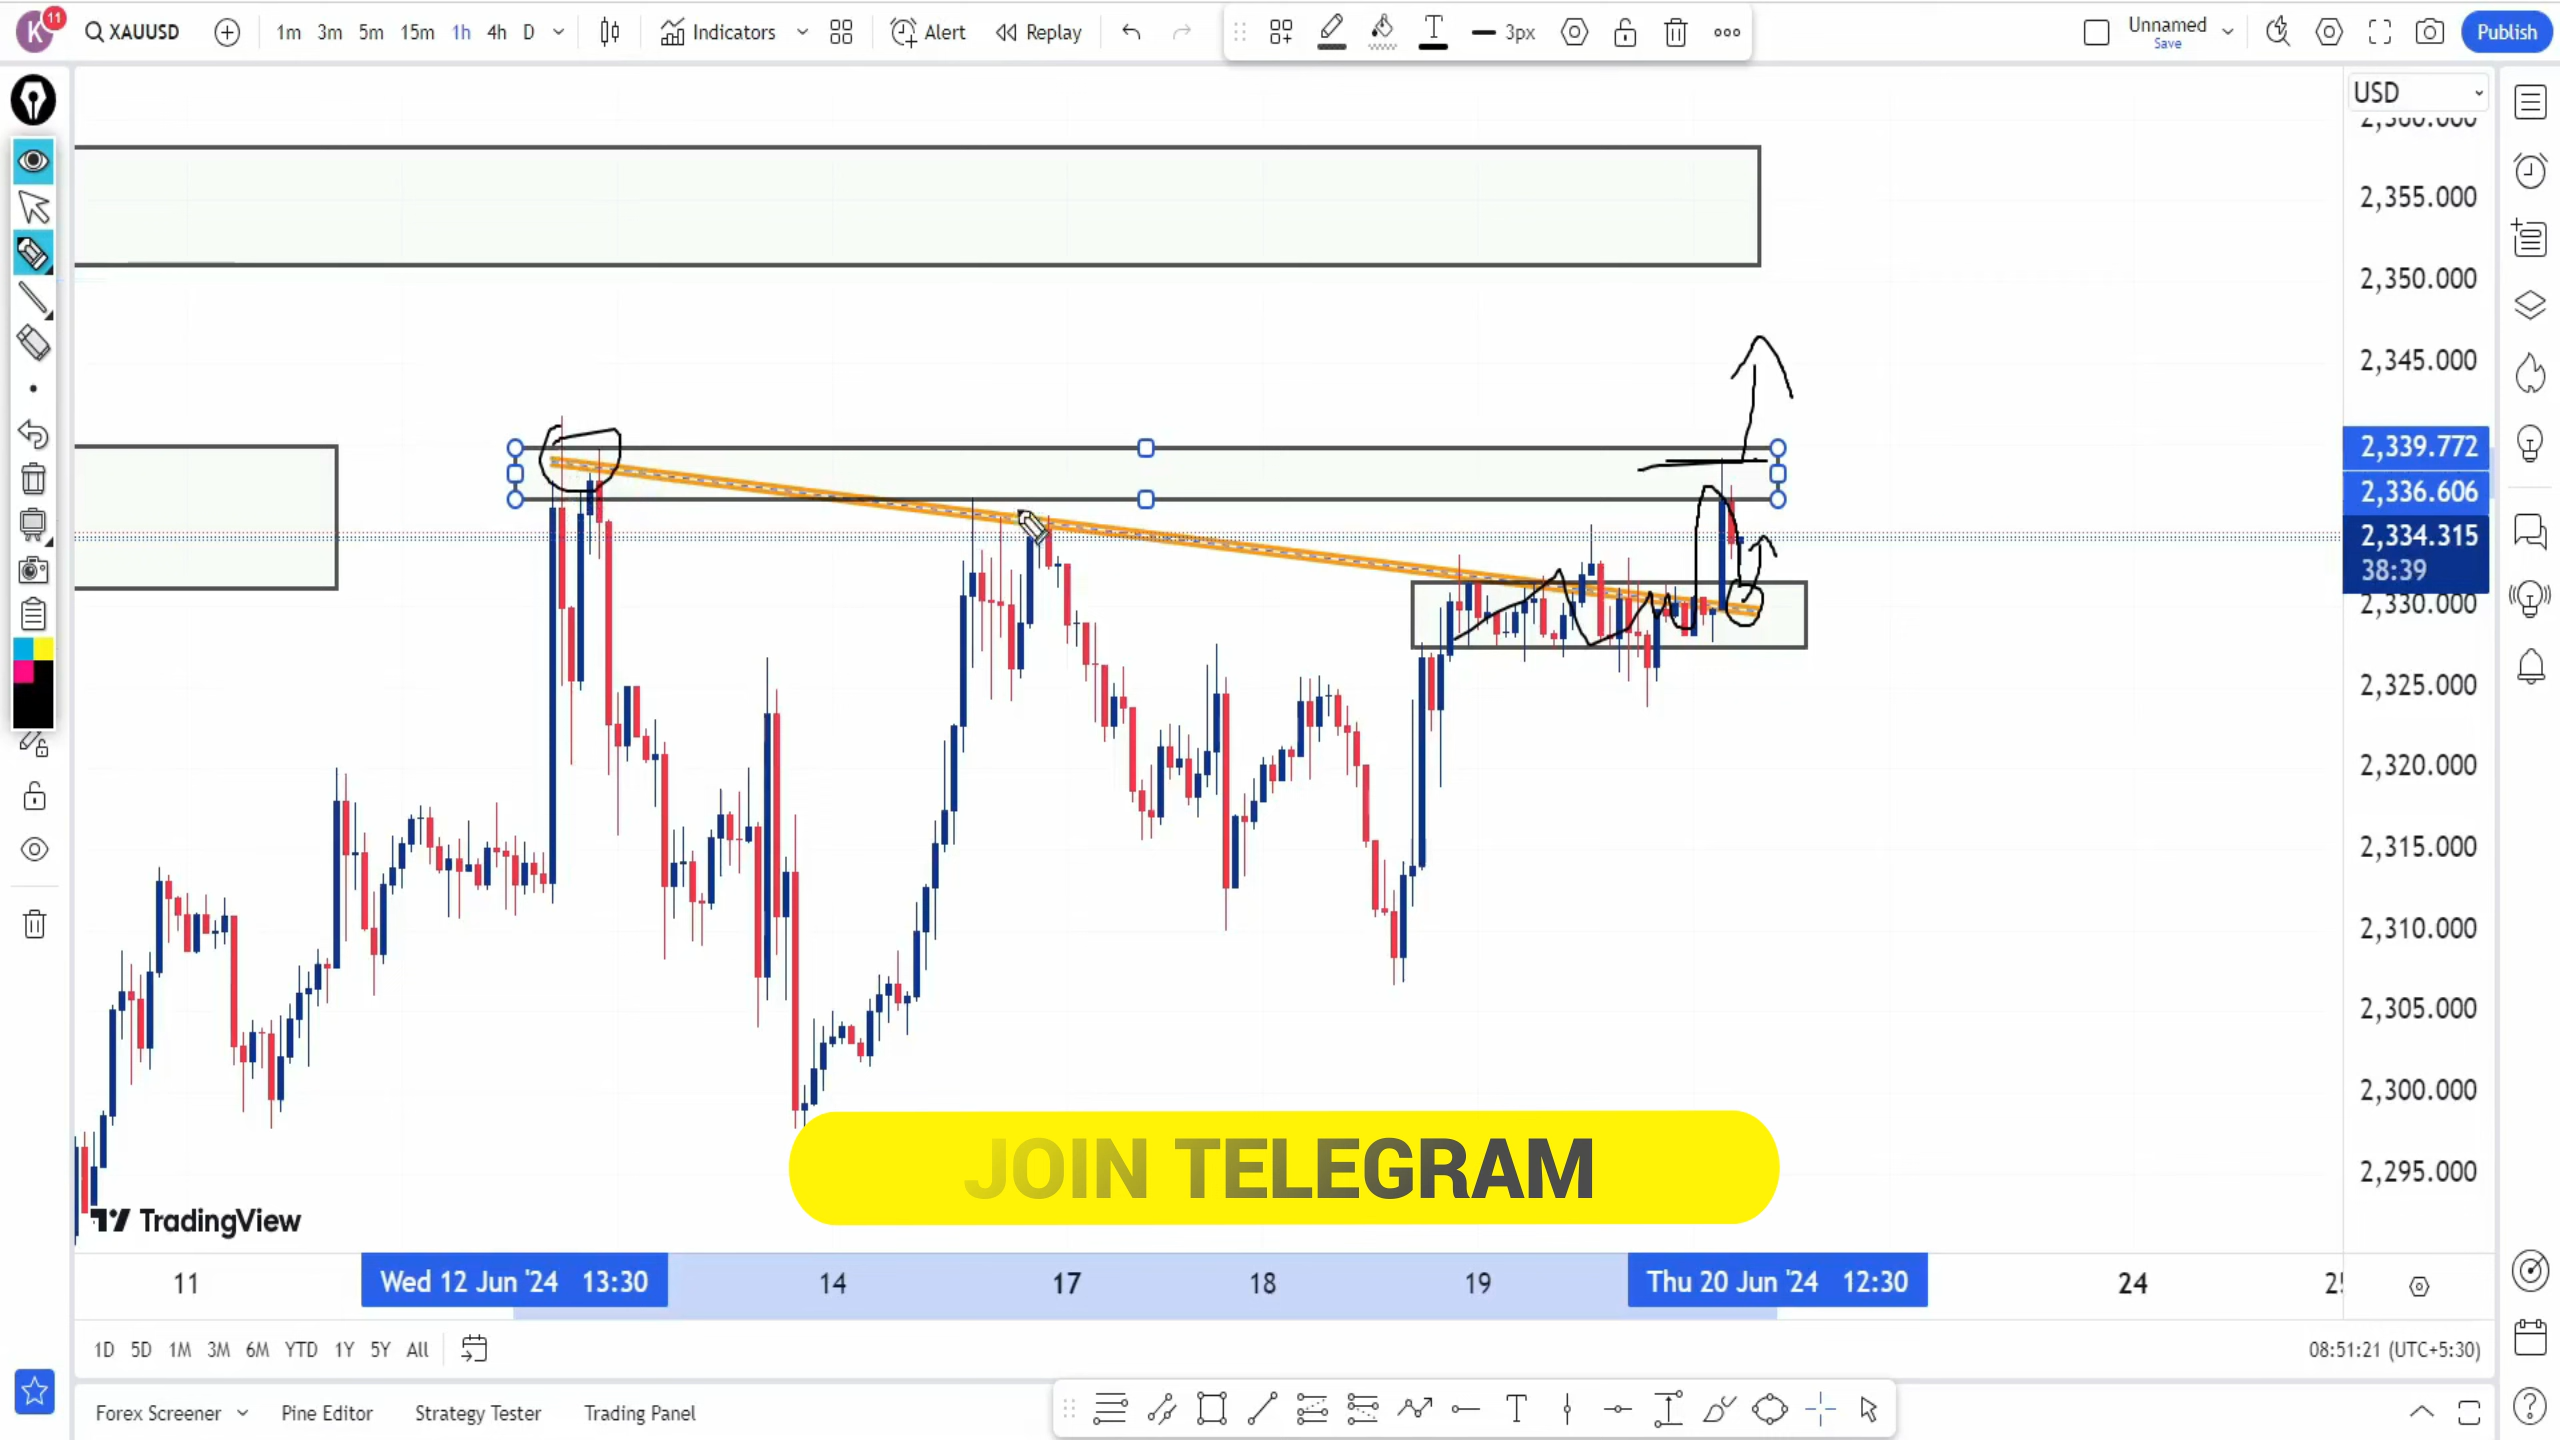 K 11 XAUUSD 1m 3m 5m 15m 1h 4h D Indicators Alert Replay T 3px Unnamed Publish
Save
USD
2,355.000
2,350.000
2,345.000
2,339.772
2,336.606
2,334.315
38:39
2,330.000
2,325.000
2,320.000
2,315.000
2,310.000
2,305.000
2,300.000
2,295.000
JOIN TELEGRAM
TradingView
11 Wed 12 Jun '24 13:30 14 17 18 19 Thu 20 Jun '24 12:30 24
1D 5D 1M 3M 6M YTD 1Y 5Y All 08:51:21 (UTC+5:30)
Forex Screener Pine Editor Strategy Tester Trading Panel T